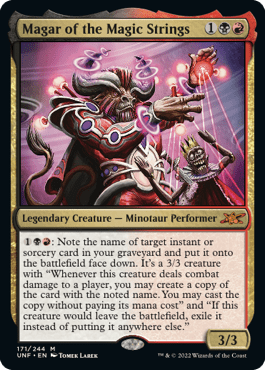 Magar of the Magic Strings 1
Legendary Creature — Minotaur Performer
1: Note the name of target instant or
sorcery card in your graveyard and put it onto
the battlefield face down. It's a 3/3 creature
with "Whenever this creature deals combat
damage to a player, you may create a copy
of the card with the noted name. You may cast the
copy without paying its mana cost" and "If this
creature would leave the battlefield, exile it
instead of putting it anywhere else."
3/3
171/244 M
UNF • EN Tomek Larek
™ & © 2022 Wizards of the Coast